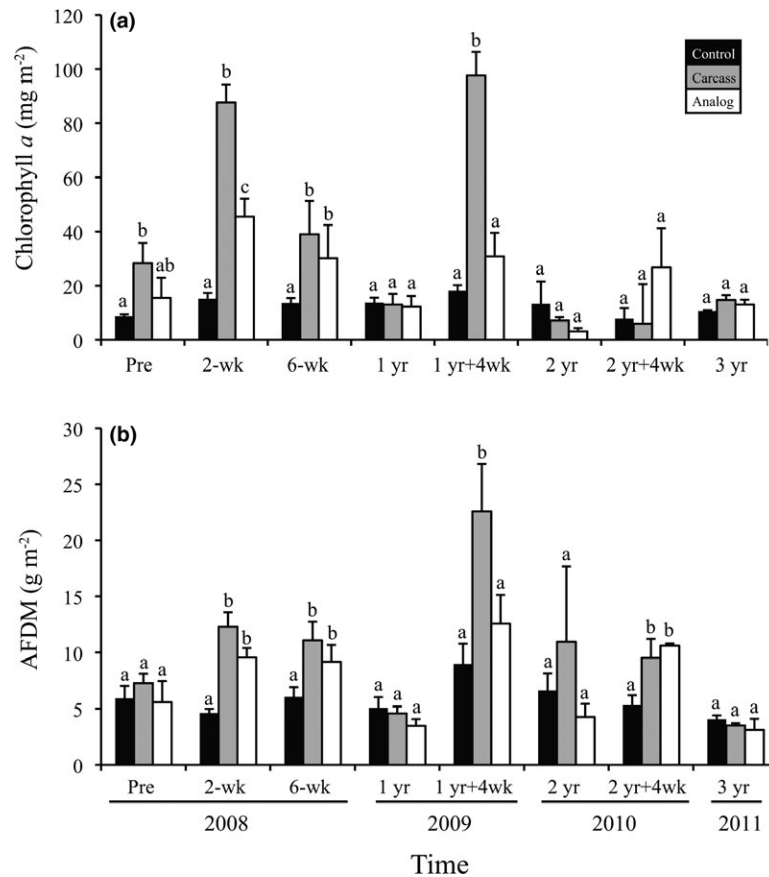 (a)
120
100
80
60
40
20
0
Chlorophyll a (mg m-2)
Control
Carcass
Analog
a b ab
a b c
a b b
a a a
a b a
a a a
a a a
a a a
Pre 2-wk 6-wk 1 yr 1 yr+4wk 2 yr 2 yr+4wk 3 yr
(b)
30
25
20
15
10
5
0
AFDM (g m-2)
a a a
a b b
a b b
a a a
a b a
a a a
a b b
a a a
Pre 2-wk 6-wk 1 yr 1 yr+4wk 2 yr 2 yr+4wk 3 yr
2008 2009 2010 2011
Time